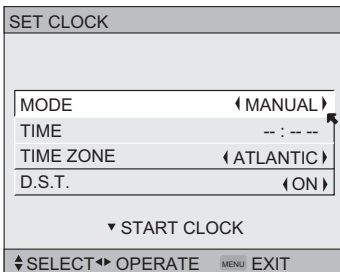 SET CLOCK
MODE MANUAL
TIME -- : -- --
TIME ZONE ATLANTIC
D.S.T. ON
START CLOCK
SELECT OPERATE MENU EXIT